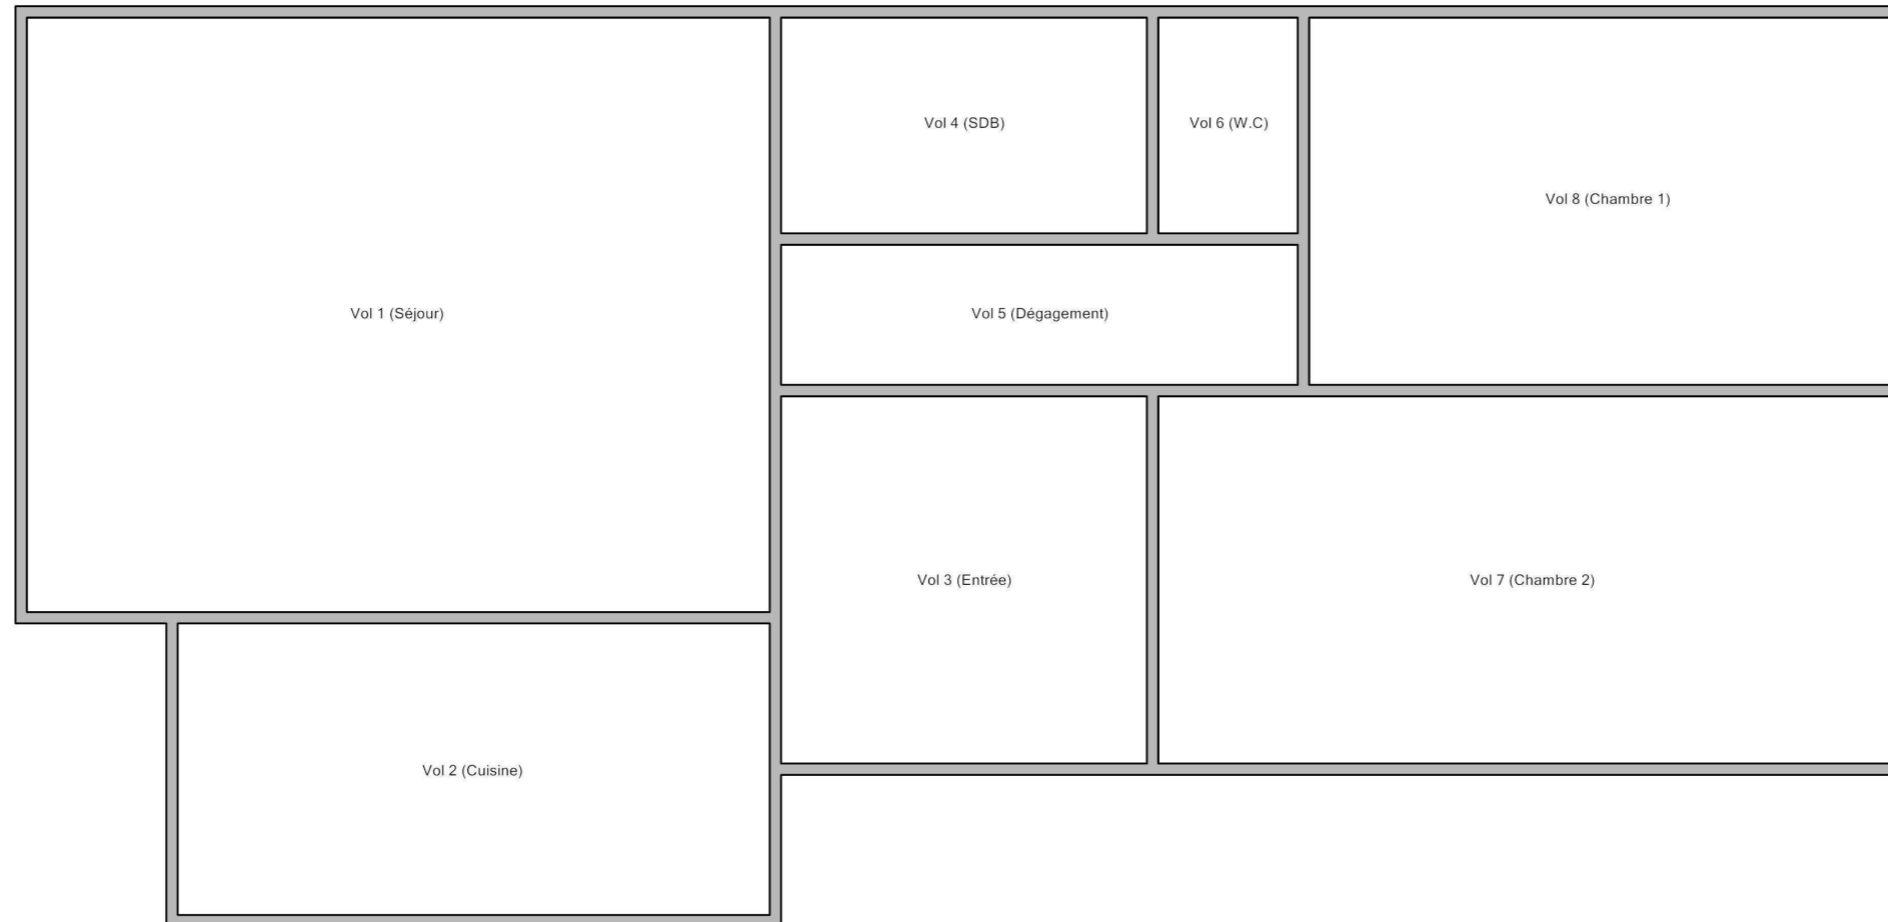 Vol 4 (SDB)
Vol 6 (W.C)
Vol 8 (Chambre 1)
Vol 1 (Séjour)
Vol 5 (Dégagement)
Vol 3 (Entrée)
Vol 7 (Chambre 2)
Vol 2 (Cuisine)